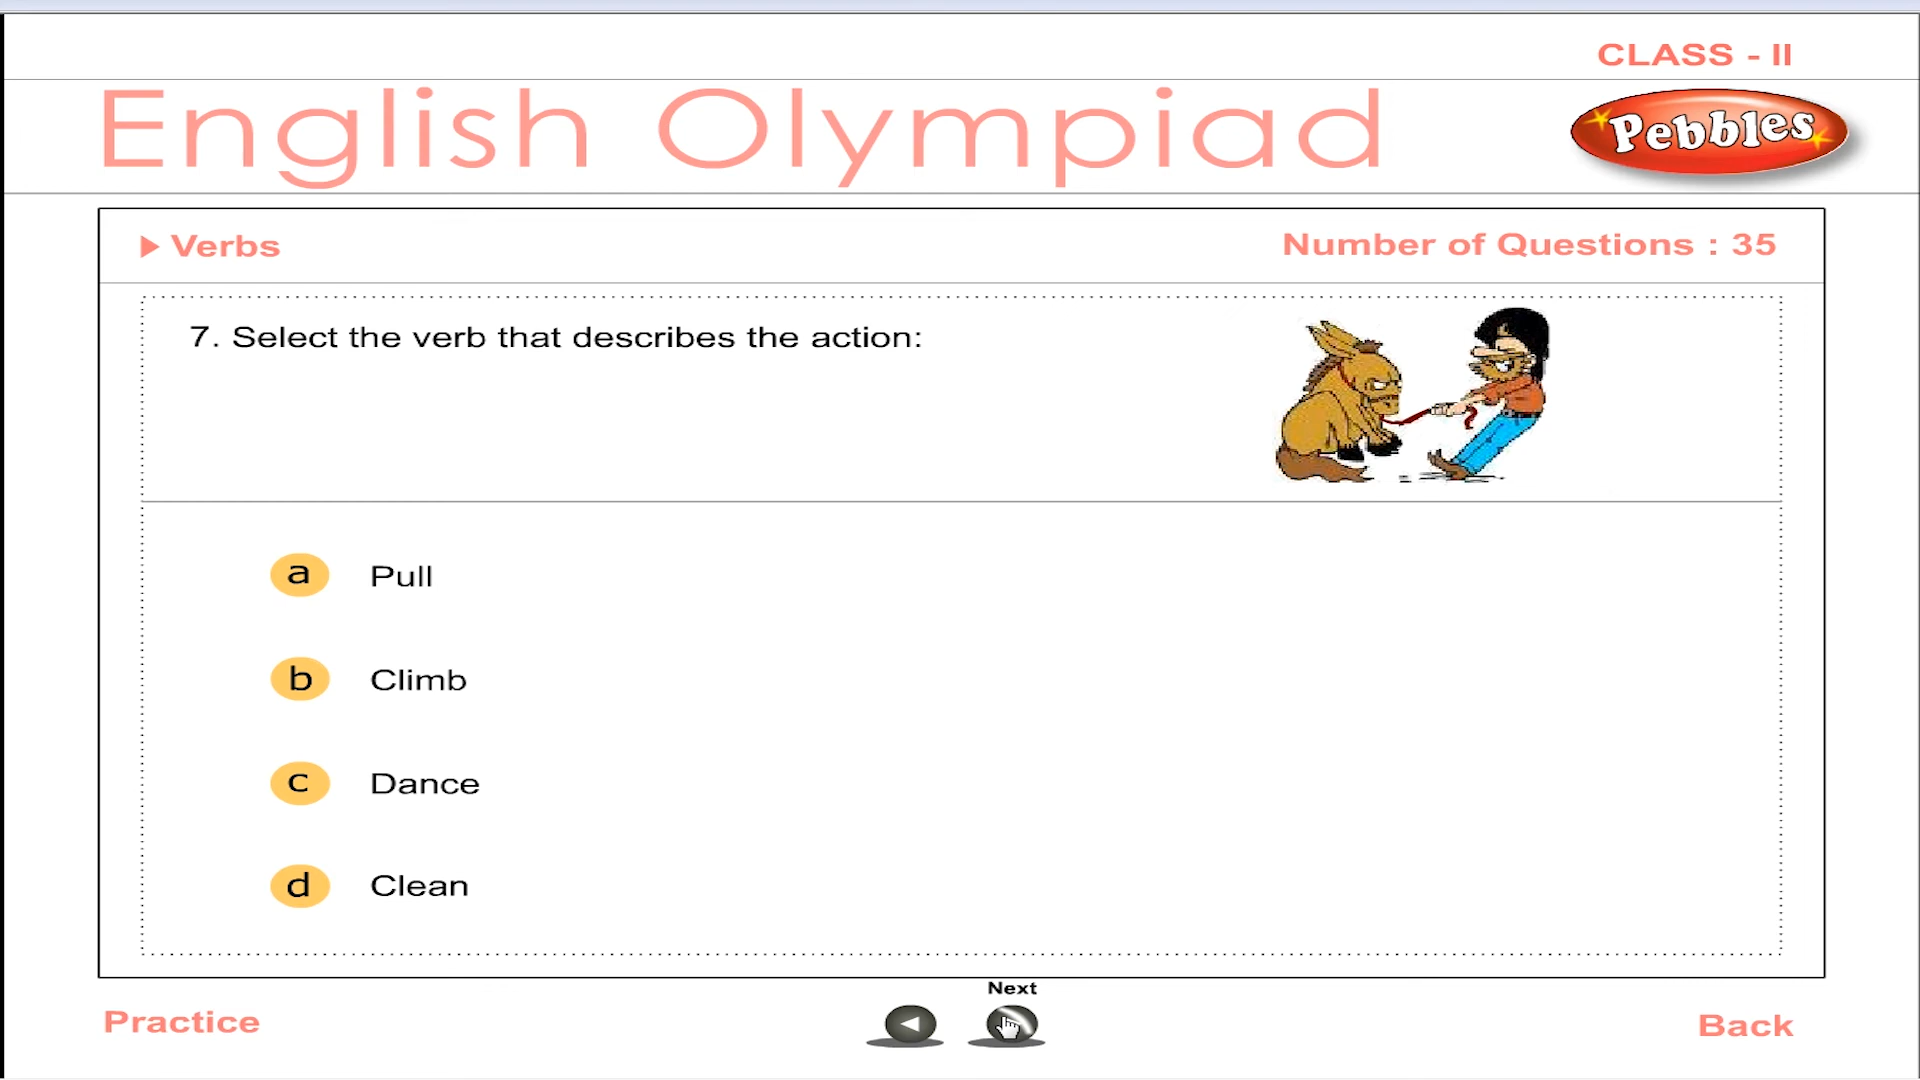 CLASS - II
English Olympiad
Pebbles
Verbs
Number of Questions : 35
7. Select the verb that describes the action:
a Pull
b Climb
c Dance
d Clean
Next
Practice
Back